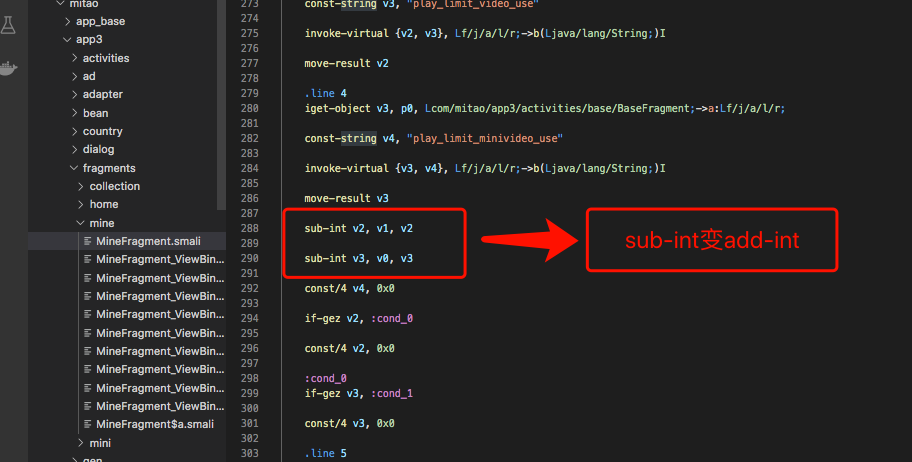 mitao
app_base
app3
activities
ad
adapter
bean
country
dialog
fragments
collection
home
mine
MineFragment.smali
MineFragment_ViewBin...
MineFragment_ViewBin...
MineFragment_ViewBin...
MineFragment_ViewBin...
MineFragment_ViewBin...
MineFragment_ViewBin...
MineFragment_ViewBin...
MineFragment_ViewBin...
MineFragment_ViewBin...
MineFragment$a.smali
mini
gen
273 const-string v3, "play_limit_video_use"
274
275 invoke-virtual {v2, v3}, Lf/j/a/l/r;->b(Ljava/lang/String;)I
276
277 move-result v2
278
279 .line 4
280 iget-object v3, p0, Lcom/mitao/app3/activities/base/BaseFragment;->a:Lf/j/a/l/r;
281
282 const-string v4, "play_limit_minivideo_use"
283
284 invoke-virtual {v3, v4}, Lf/j/a/l/r;->b(Ljava/lang/String;)I
285
286 move-result v3
287
288 sub-int v2, v1, v2
289
290 sub-int v3, v0, v3
291
292 const/4 v4, 0x0
293
294 if-gez v2, :cond_0
295
296 const/4 v2, 0x0
297
298 :cond_0
299 if-gez v3, :cond_1
300
301 const/4 v3, 0x0
302
303 .line 5
sub-int变add-int